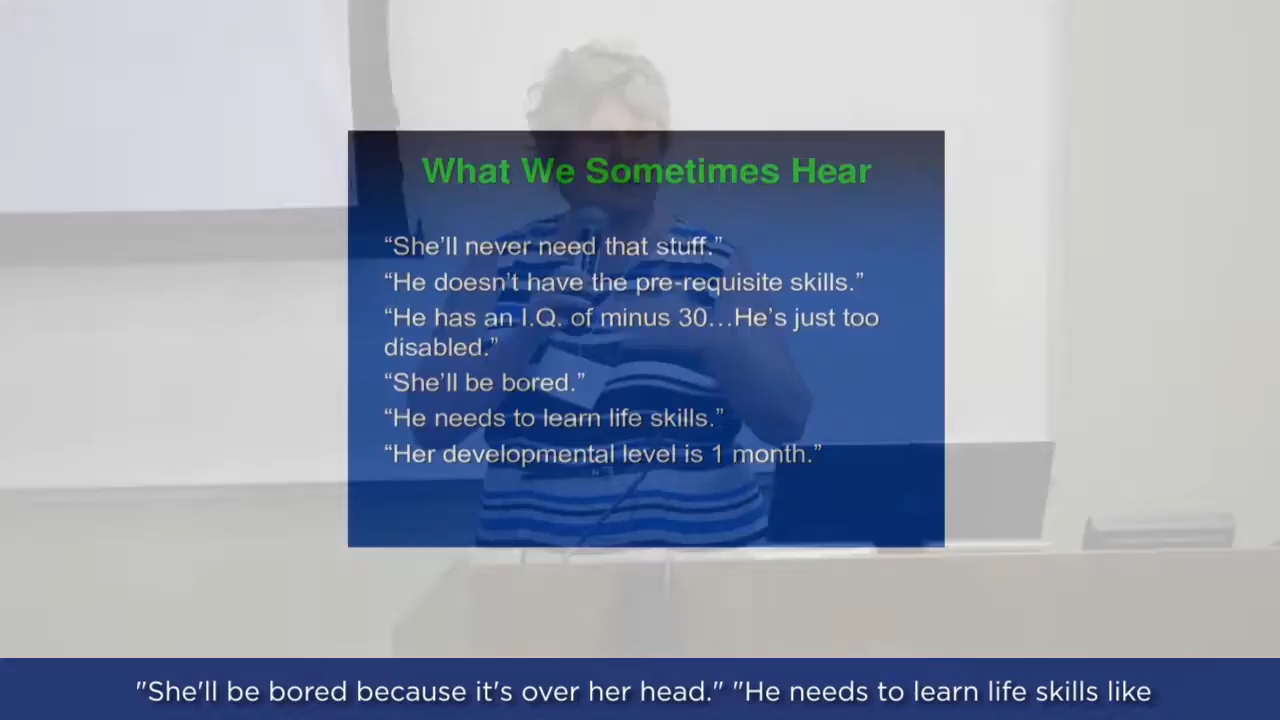 What We Sometimes Hear
“She’ll never need that stuff.”
“He doesn’t have the pre-requisite skills.”
“He has an I.Q. of minus 30…He’s just too
disabled.”
“She’ll be bored.”
“He needs to learn life skills.”
“Her developmental level is 1 month.”
"She'll be bored because it's over her head." "He needs to learn life skills like